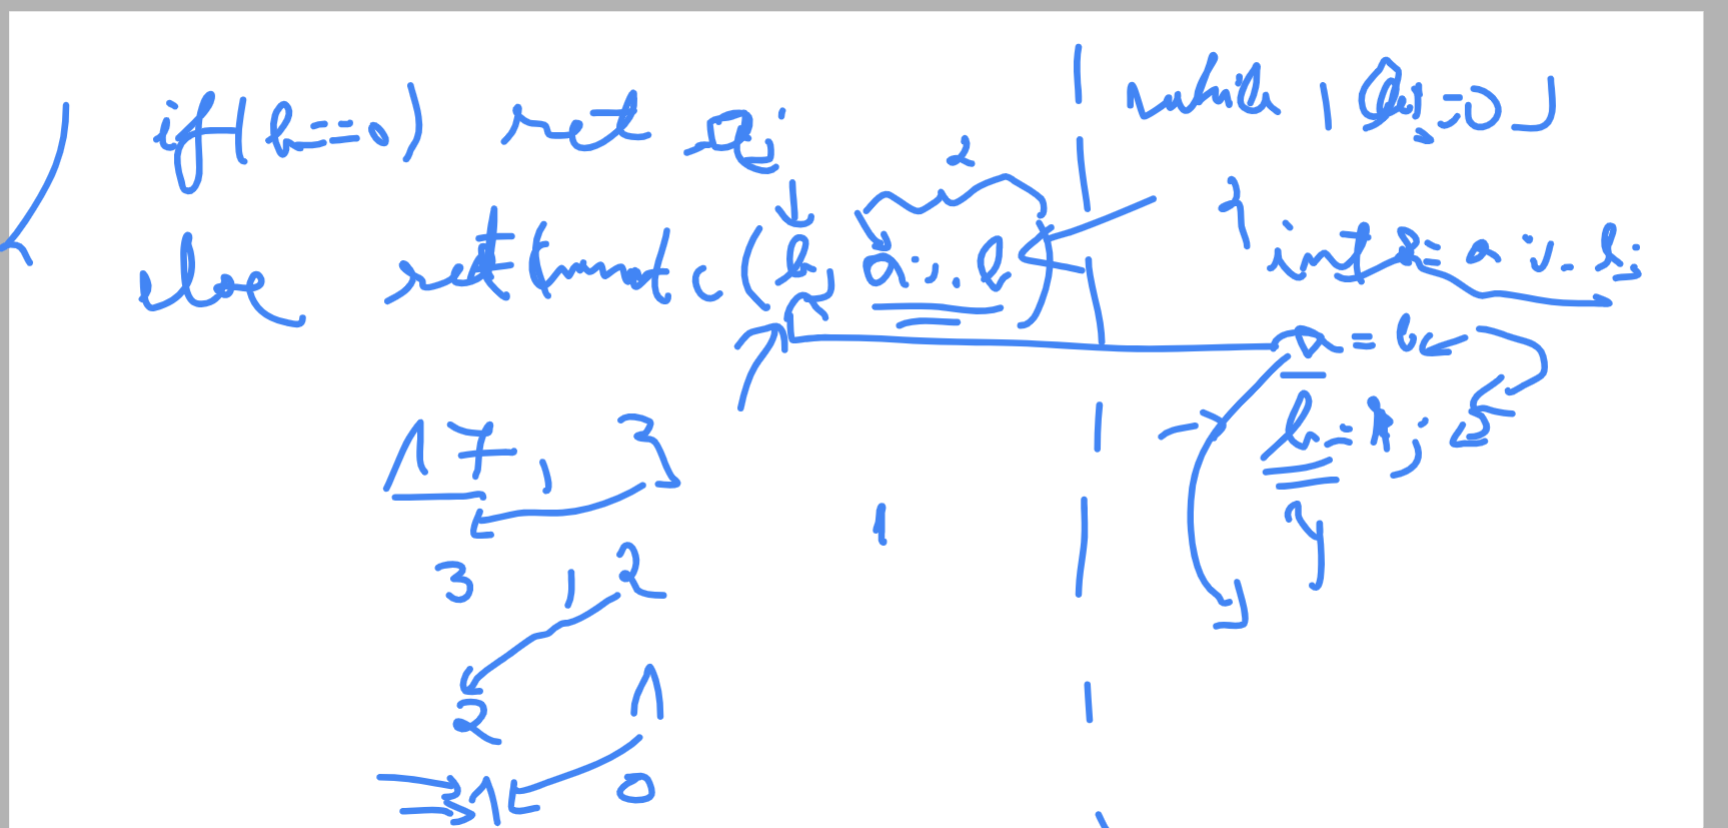 if(b==0) ret a;
else ret funct c(b, a%b)
2
17, 3
3, 2
2 1
1 0
1
while (b!=0)
{
int r= a % b;
a = b
b = r;
}